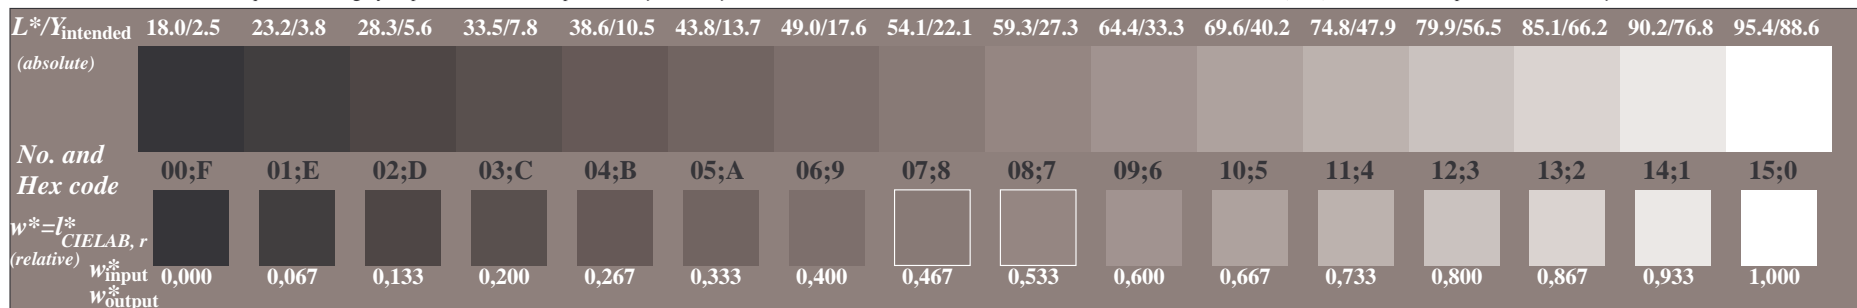 L*/Yintended 18.0/2.5 23.2/3.8 28.3/5.6 33.5/7.8 38.6/10.5 43.8/13.7 49.0/17.6 54.1/22.1 59.3/27.3 64.4/33.3 69.6/40.2 74.8/47.9 79.9/56.5 85.1/66.2 90.2/76.8 95.4/88.6
(absolute)
No. and
Hex code 00;F 01;E 02;D 03;C 04;B 05;A 06;9 07;8 08;7 09;6 10;5 11;4 12;3 13;2 14;1 15;0
w*=l*CIELAB, r
(relative)
w*input 0,000 0,067 0,133 0,200 0,267 0,333 0,400 0,467 0,533 0,600 0,667 0,733 0,800 0,867 0,933 1,000
w*output